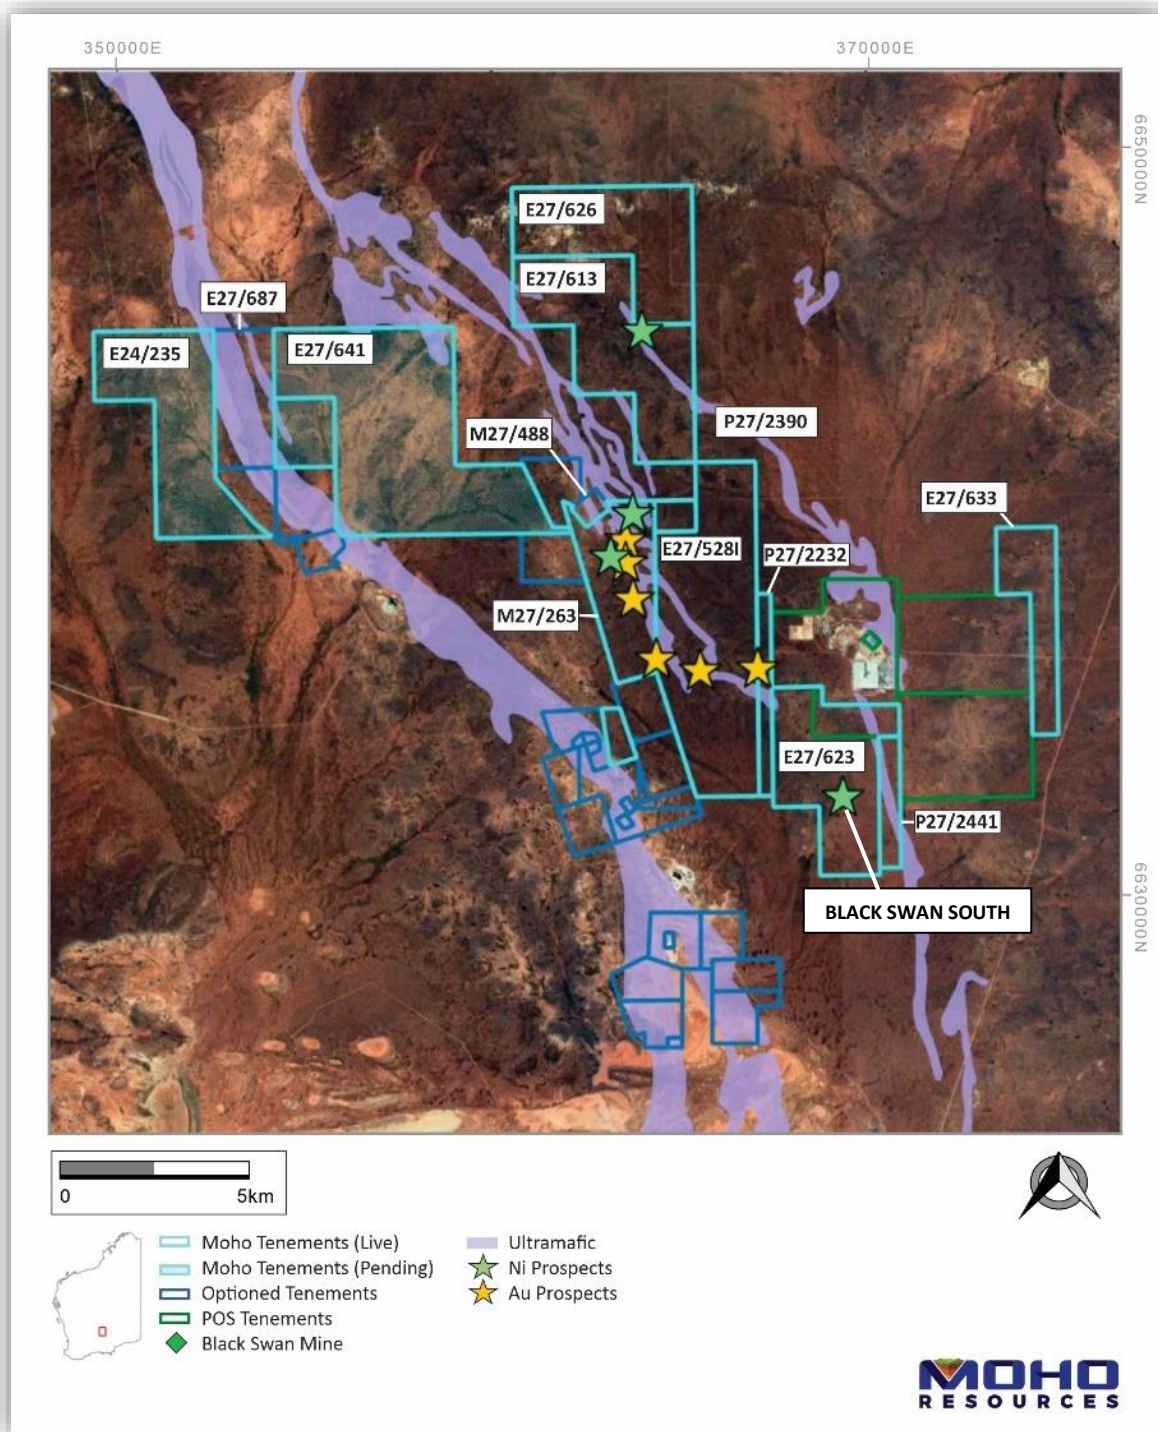 350000E
370000E
6650000N
E27/626
E27/613
E27/687
E24/235
E27/641
P27/2390
M27/488
E27/633
E27/528I
P27/2232
M27/263
E27/623
P27/2441
BLACK SWAN SOUTH
6630000N
0
5km
Moho Tenements (Live)
Moho Tenements (Pending)
Optioned Tenements
POS Tenements
Black Swan Mine
Ultramafic
Ni Prospects
Au Prospects
MOHO
RESOURCES